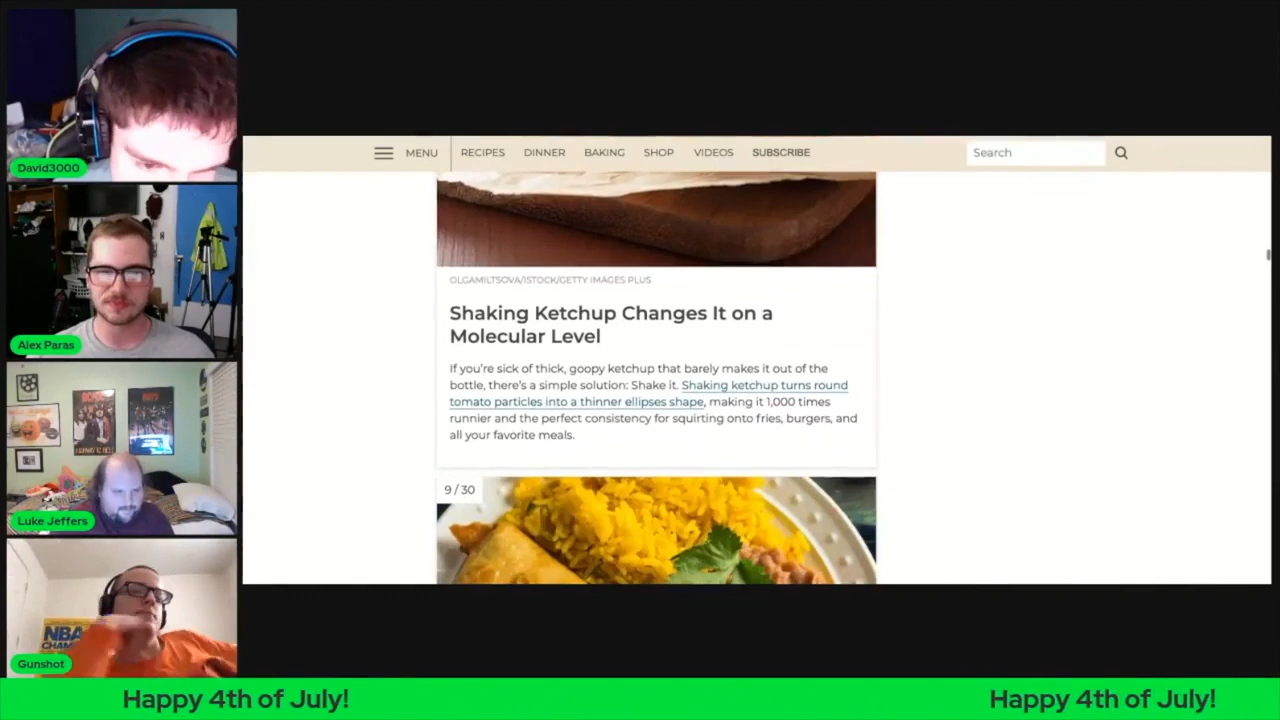 David3000
Alex Paras
Luke Jeffers
NBA
Gunshot
MENU
RECIPES
DINNER
BAKING
SHOP
VIDEOS
SUBSCRIBE
Search
OLGAMILTSOVA/ISTOCK/GETTY IMAGES PLUS
Shaking Ketchup Changes It on a
Molecular Level
If you’re sick of thick, goopy ketchup that barely makes it out of the
bottle, there’s a simple solution: Shake it. Shaking ketchup turns round
tomato particles into a thinner ellipses shape, making it 1,000 times
runnier and the perfect consistency for squirting onto fries, burgers, and
all your favorite meals.
9 / 30
Happy 4th of July!
Happy 4th of July!